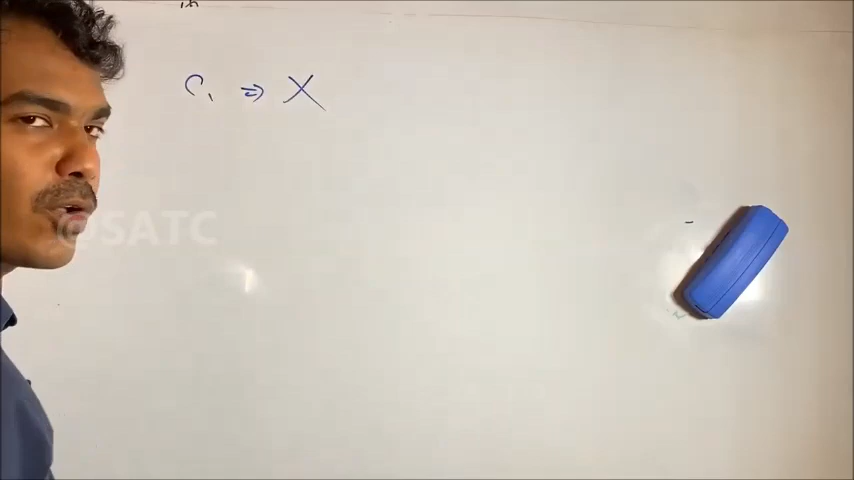 C₁ ⇒ X
@SATC